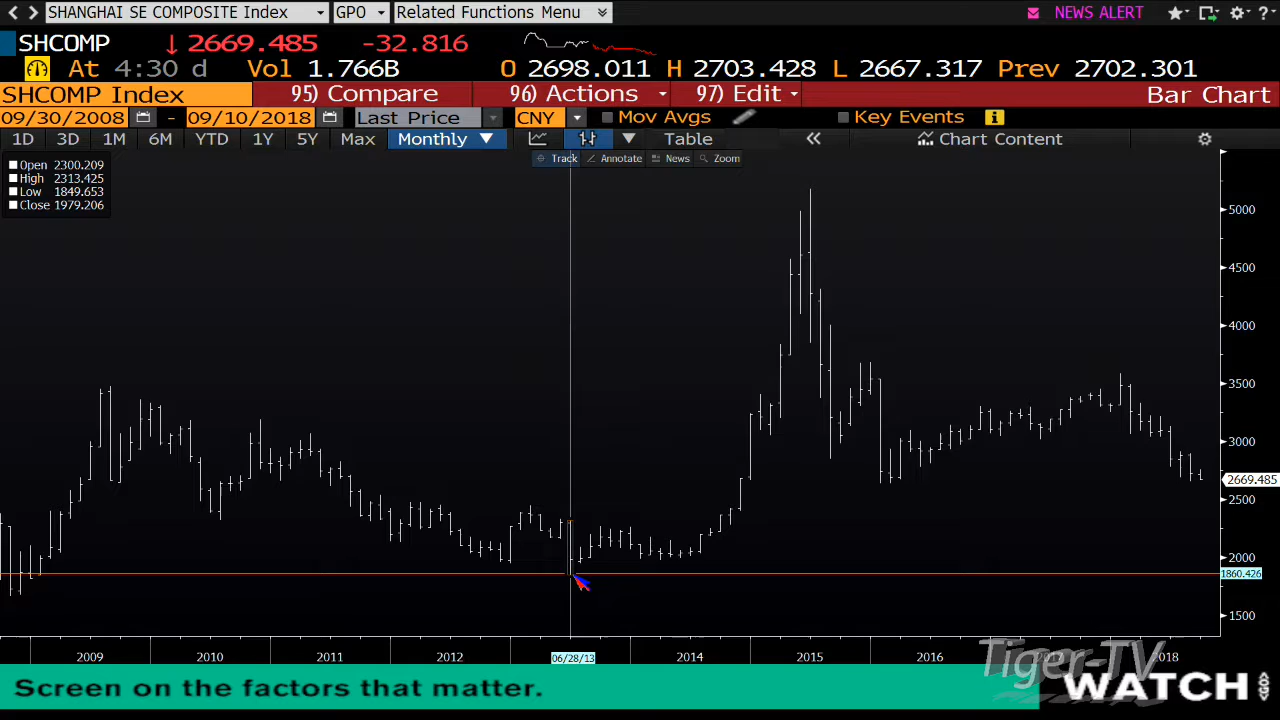 SHANGHAI SE COMPOSITE Index GPO Related Functions Menu NEWS ALERT ?
SHCOMP ↓ 2669.485 -32.816
At 4:30 d Vol 1.766B O 2698.011 H 2703.428 L 2667.317 Prev 2702.301
SHCOMP Index 95) Compare 96) Actions 97) Edit Bar Chart
09/30/2008 - 09/10/2018 Last Price CNY Mov Avgs Key Events i
1D 3D 1M 6M YTD 1Y 5Y Max Monthly ▼ Table « Chart Content
Track Annotate News Zoom
Open 2300.209
High 2313.425
Low 1849.653
Close 1979.206
5000
4500
4000
3500
3000
2669.485
2500
2000
1860.426
1500
2009 2010 2011 2012 06/28/13 2014 2015 2016 2017 2018
Tiger-TV
Screen on the factors that matter.
WATCH